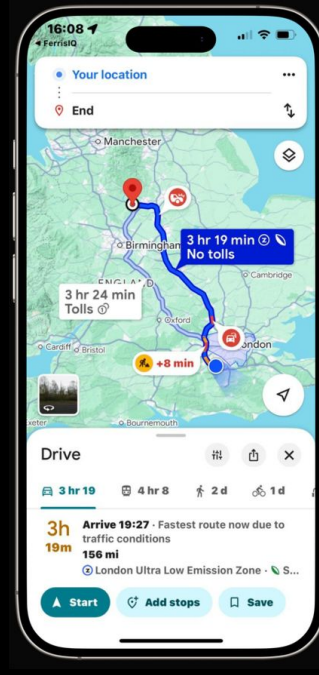 16:08
◀ FerrisIQ
Your location
End
Manchester
3 hr 19 min
No tolls
Birmingham
ENGLAND
Cambridge
3 hr 24 min
Tolls
Oxford
Cardiff
Bristol
London
+8 min
Bournemouth
Drive
3 hr 19
4 hr 8
2 d
1 d
3h
19m
Arrive 19:27 · Fastest route now due to
traffic conditions
156 mi
London Ultra Low Emission Zone · S...
Start
Add stops
Save